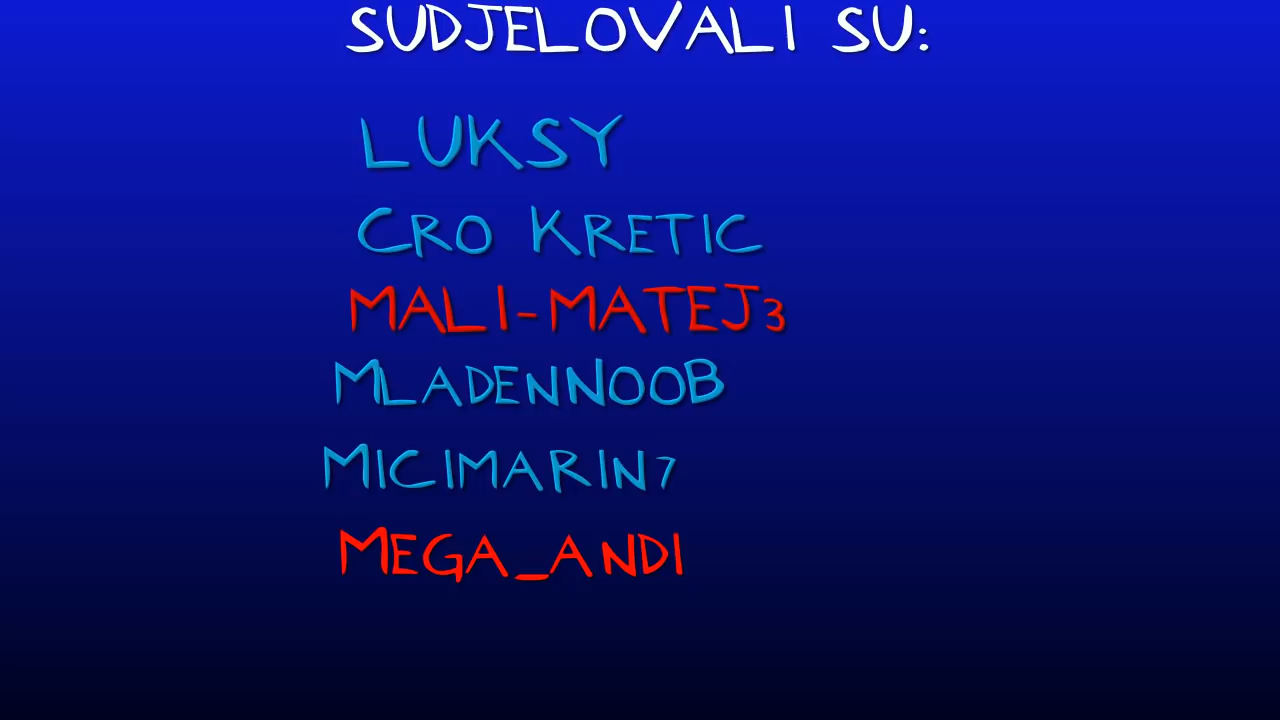 SUDJELOVALI SU:
LUKSY
CRO KRETIC
MALI-MATEJ3
MLADENNOOB
MICIMARIN7
MEGA_ANDI